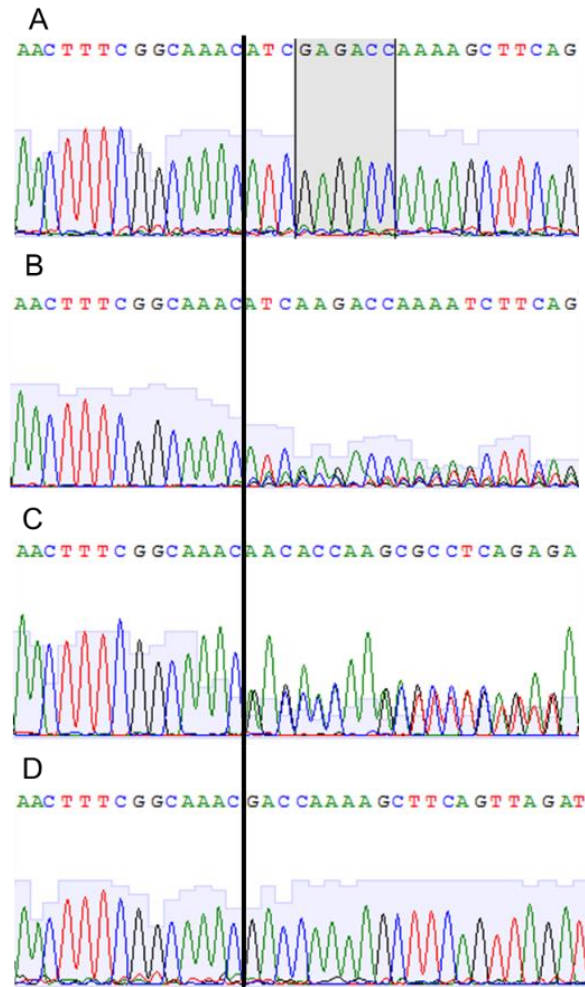 A
AACTTTCGGCAAACATCGAGACCAAAAGCTTCAG
B
AACTTTCGGCAAACATCAAGACCAAAATCTTCAG
C
AACTTTCGGCAAACAACACCAAGCGCCTCAGAGA
D
AACTTTCGGCAAACGACCAAAAGCTTCAGTTAGAT